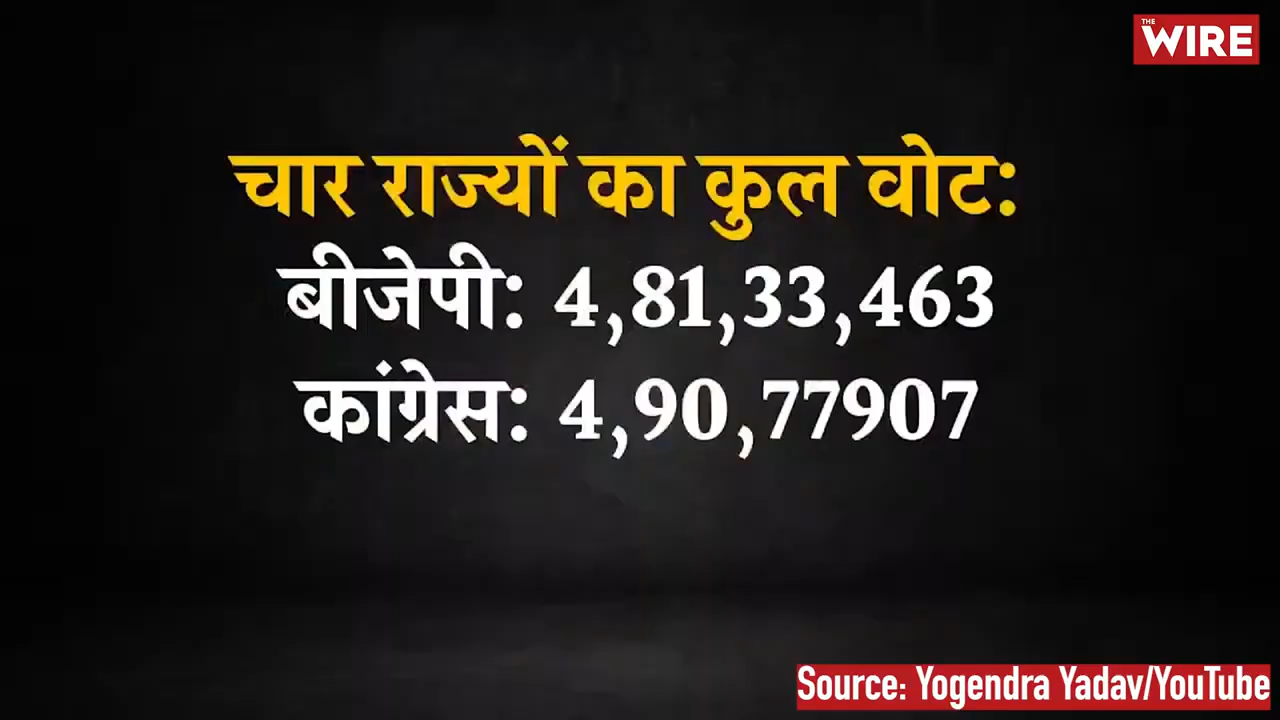 THE
WIRE
चार राज्यों का कुल वोट:
बीजेपी: 4,81,33,463
कांग्रेस: 4,90,77907
Source: Yogendra Yadav/YouTube